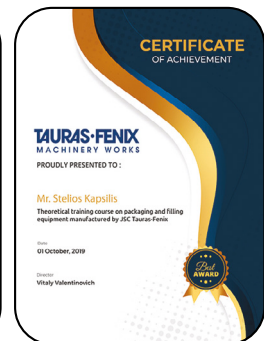 CERTIFICATE
OF ACHIEVEMENT
TAURAS-FENIX
MACHINERY WORKS
PROUDLY PRESENTED TO :
Mr. Stelios Kapsilis
Theoretical training course on packaging and filling
equipment manufactured by JSC Tauras-Fenix
Date
01 October, 2019
Director
Vitaly Valentinovich
Best
AWARD